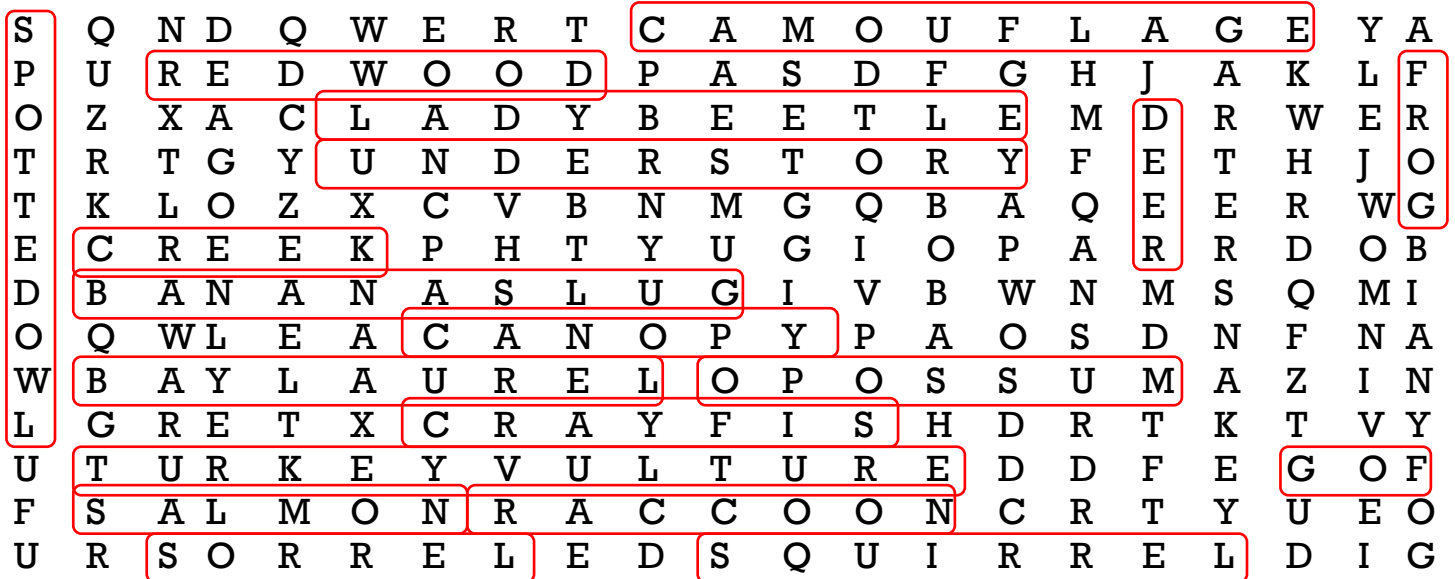 S Q N D Q W E R T C A M O U F L A G E Y A
P U R E D W O O D P A S D F G H J A K L F
O Z X A C L A D Y B E E T L E M D R W E R
T R T G Y U N D E R S T O R Y F E T H J O
T K L O Z X C V B N M G Q B A Q E E R W G
E C R E E K P H T Y U G I O P A R R D O B
D B A N A N A S L U G I V B W N M S Q M I
O Q W L E A C A N O P Y P A O S D N F N A
W B A Y L A U R E L O P O S S U M A Z I N
L G R E T X C R A Y F I S H D R T K T V Y
U T U R K E Y V U L T U R E D D F E G O F
F S A L M O N R A C C O O N C R T Y U E O
U R S O R R E L E D S Q U I R R E L D I G